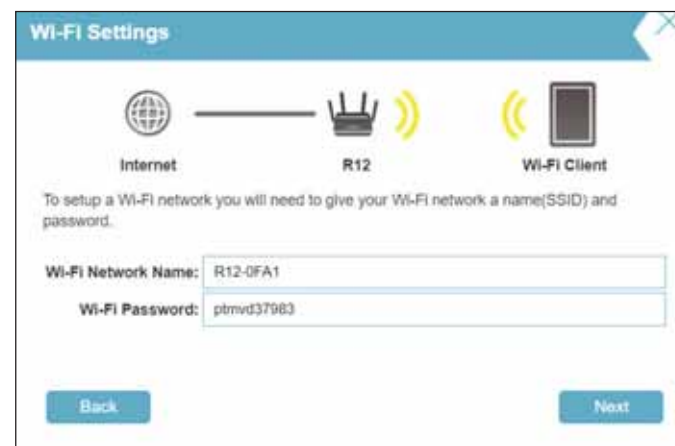 Wi-Fi Settings
Internet
R12
Wi-Fi Client
To setup a Wi-Fi network you will need to give your Wi-Fi network a name(SSID) and
password.
Wi-Fi Network Name: R12-0FA1
Wi-Fi Password: ptmvd37983
Back
Next